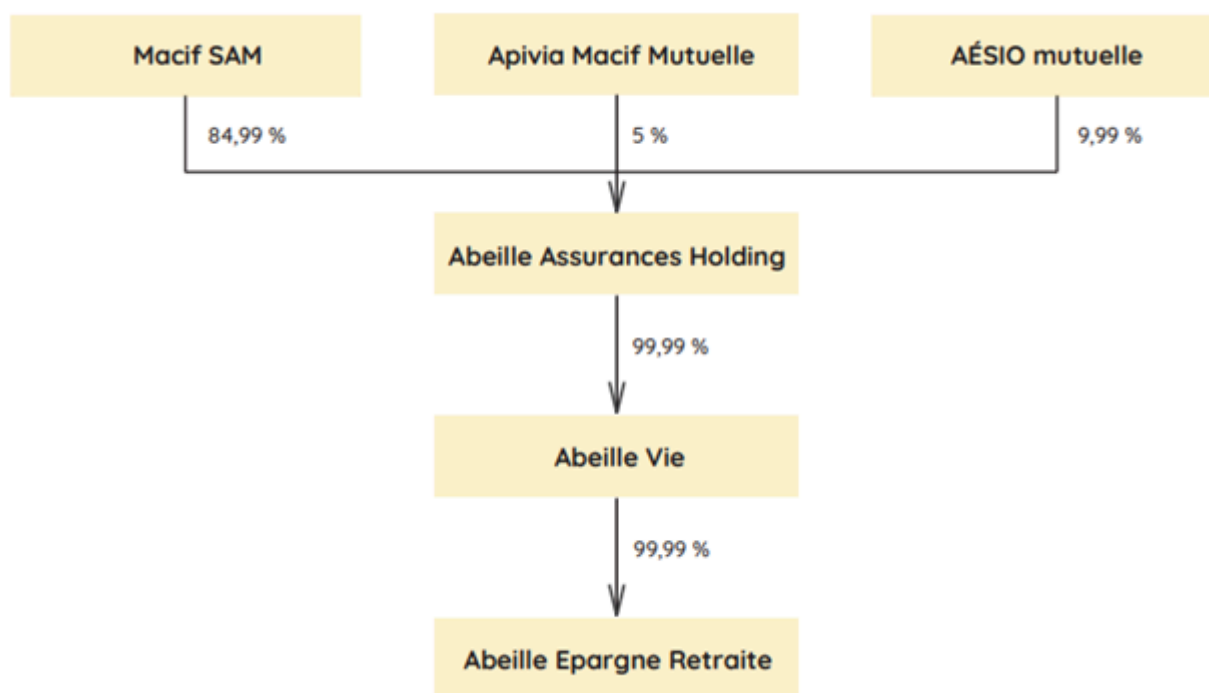 Macif SAM
Apivia Macif Mutuelle
AÉSIO mutuelle
84,99 %
5 %
9,99 %
Abeille Assurances Holding
99,99 %
Abeille Vie
99,99 %
Abeille Epargne Retraite